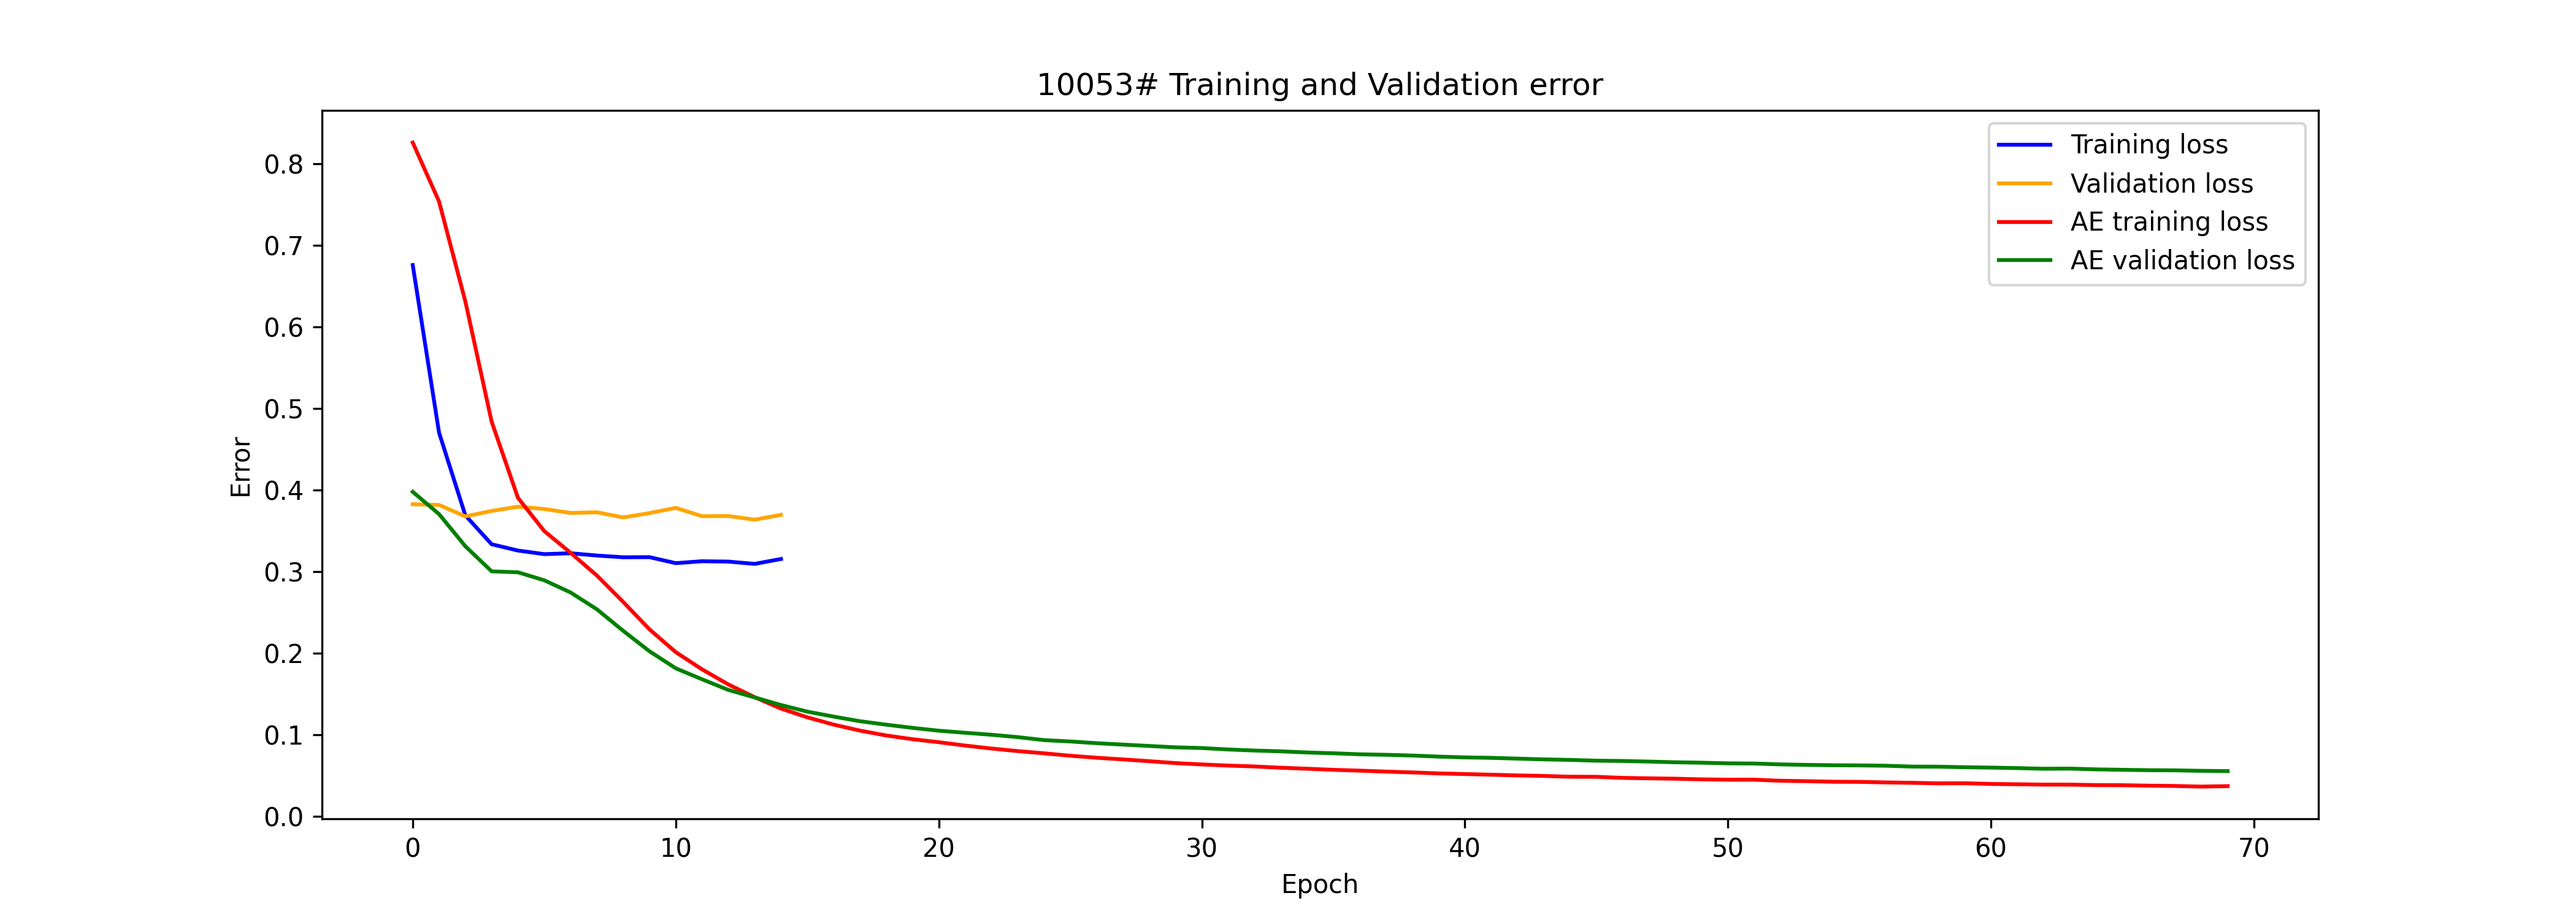 10053# Training and Validation error
Training loss
Validation loss
AE training loss
AE validation loss
Error
0.8
0.7
0.6
0.5
0.4
0.3
0.2
0.1
0.0
0 10 20 30 40 50 60 70
Epoch